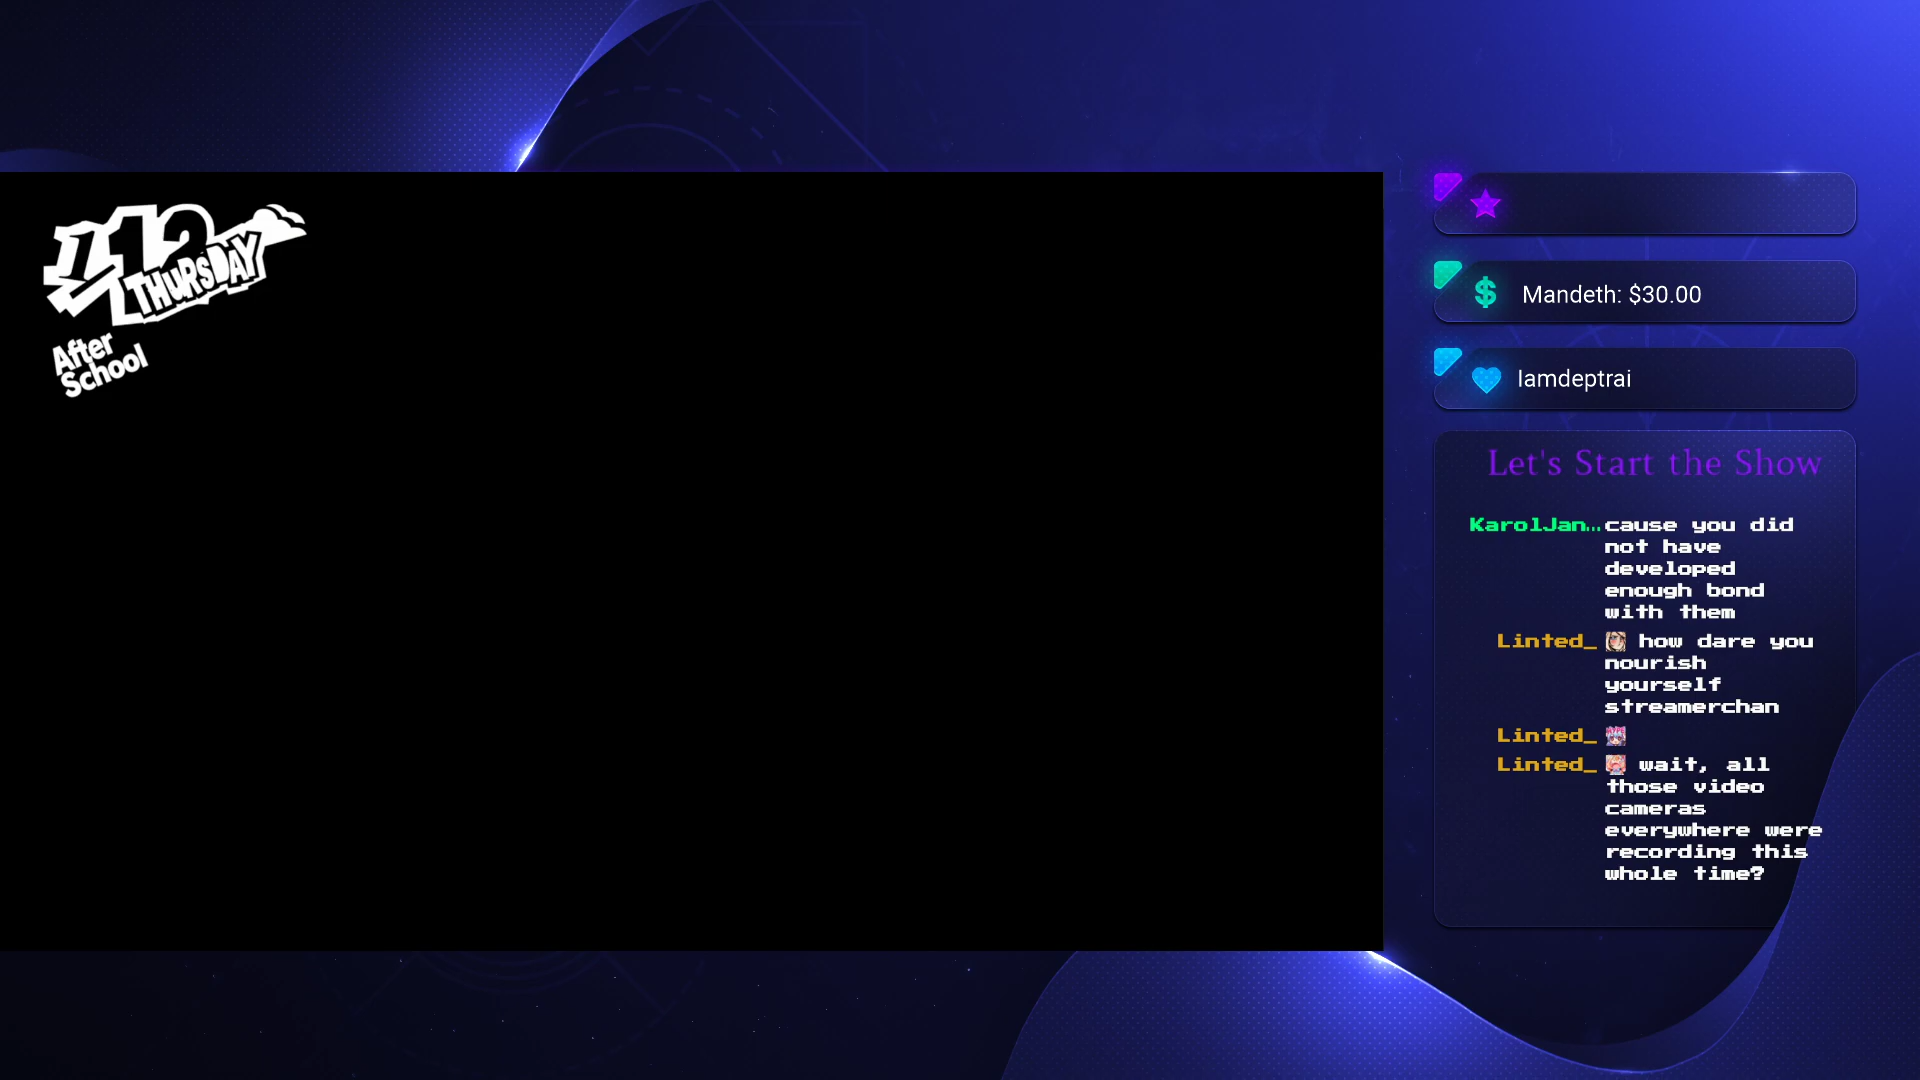 1/12
THURSDAY
After
School
Mandeth: $30.00
Iamdeptrai
Let's Start the Show
KarolJan… cause you did
not have
developed
enough bond
with them
Linted_ how dare you
nourish
yourself
streamerchan
Linted_
Linted_ wait, all
those video
cameras
everywhere were
recording this
whole time?